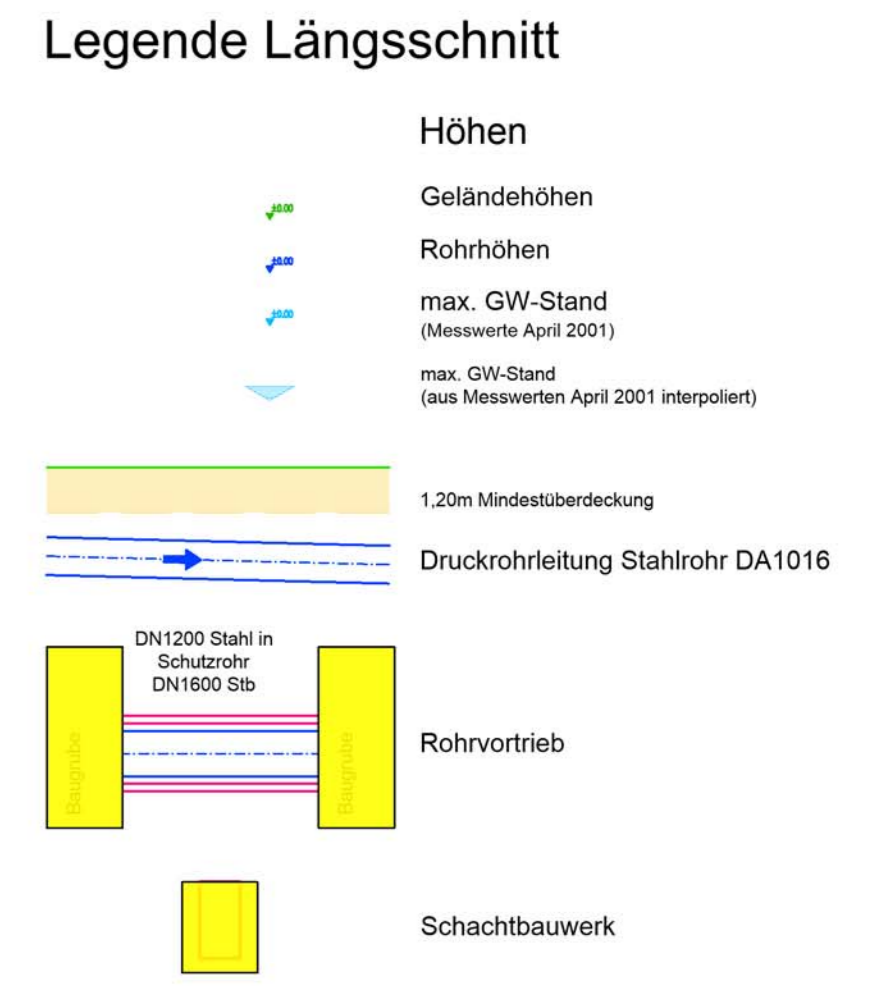 Legende Längsschnitt
Höhen
±0.00
Geländehöhen
±0.00
Rohrhöhen
±0.00
max. GW-Stand
(Messwerte April 2001)
max. GW-Stand
(aus Messwerten April 2001 interpoliert)
1,20m Mindestüberdeckung
Druckrohrleitung Stahlrohr DA1016
DN1200 Stahl in
Schutzrohr
DN1600 Stb
Baugrube
Baugrube
Rohrvortrieb
Schachtbauwerk